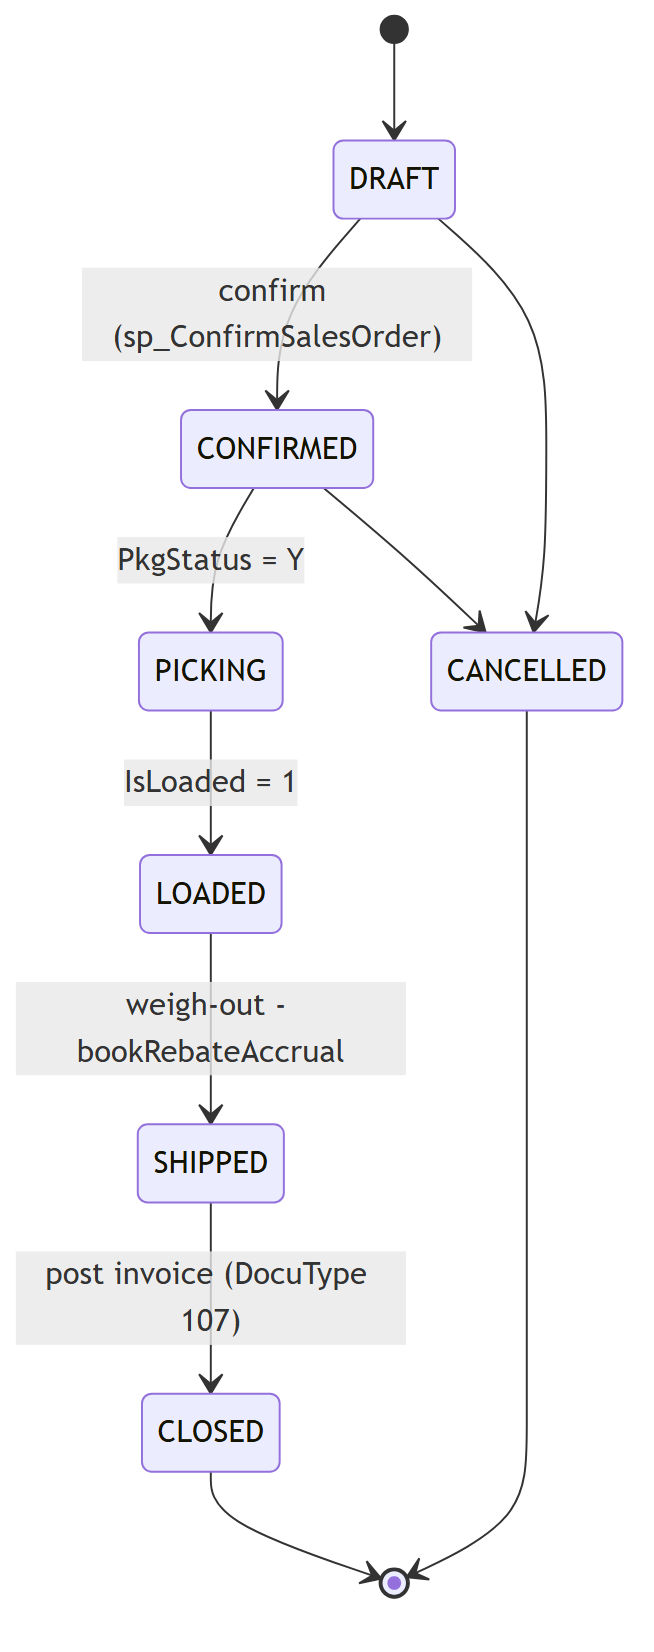 DRAFT
confirm
(sp_ConfirmSalesOrder)
CONFIRMED
PkgStatus = Y
PICKING
CANCELLED
IsLoaded = 1
LOADED
weigh-out -
bookRebateAccrual
SHIPPED
post invoice (DocuType
107)
CLOSED